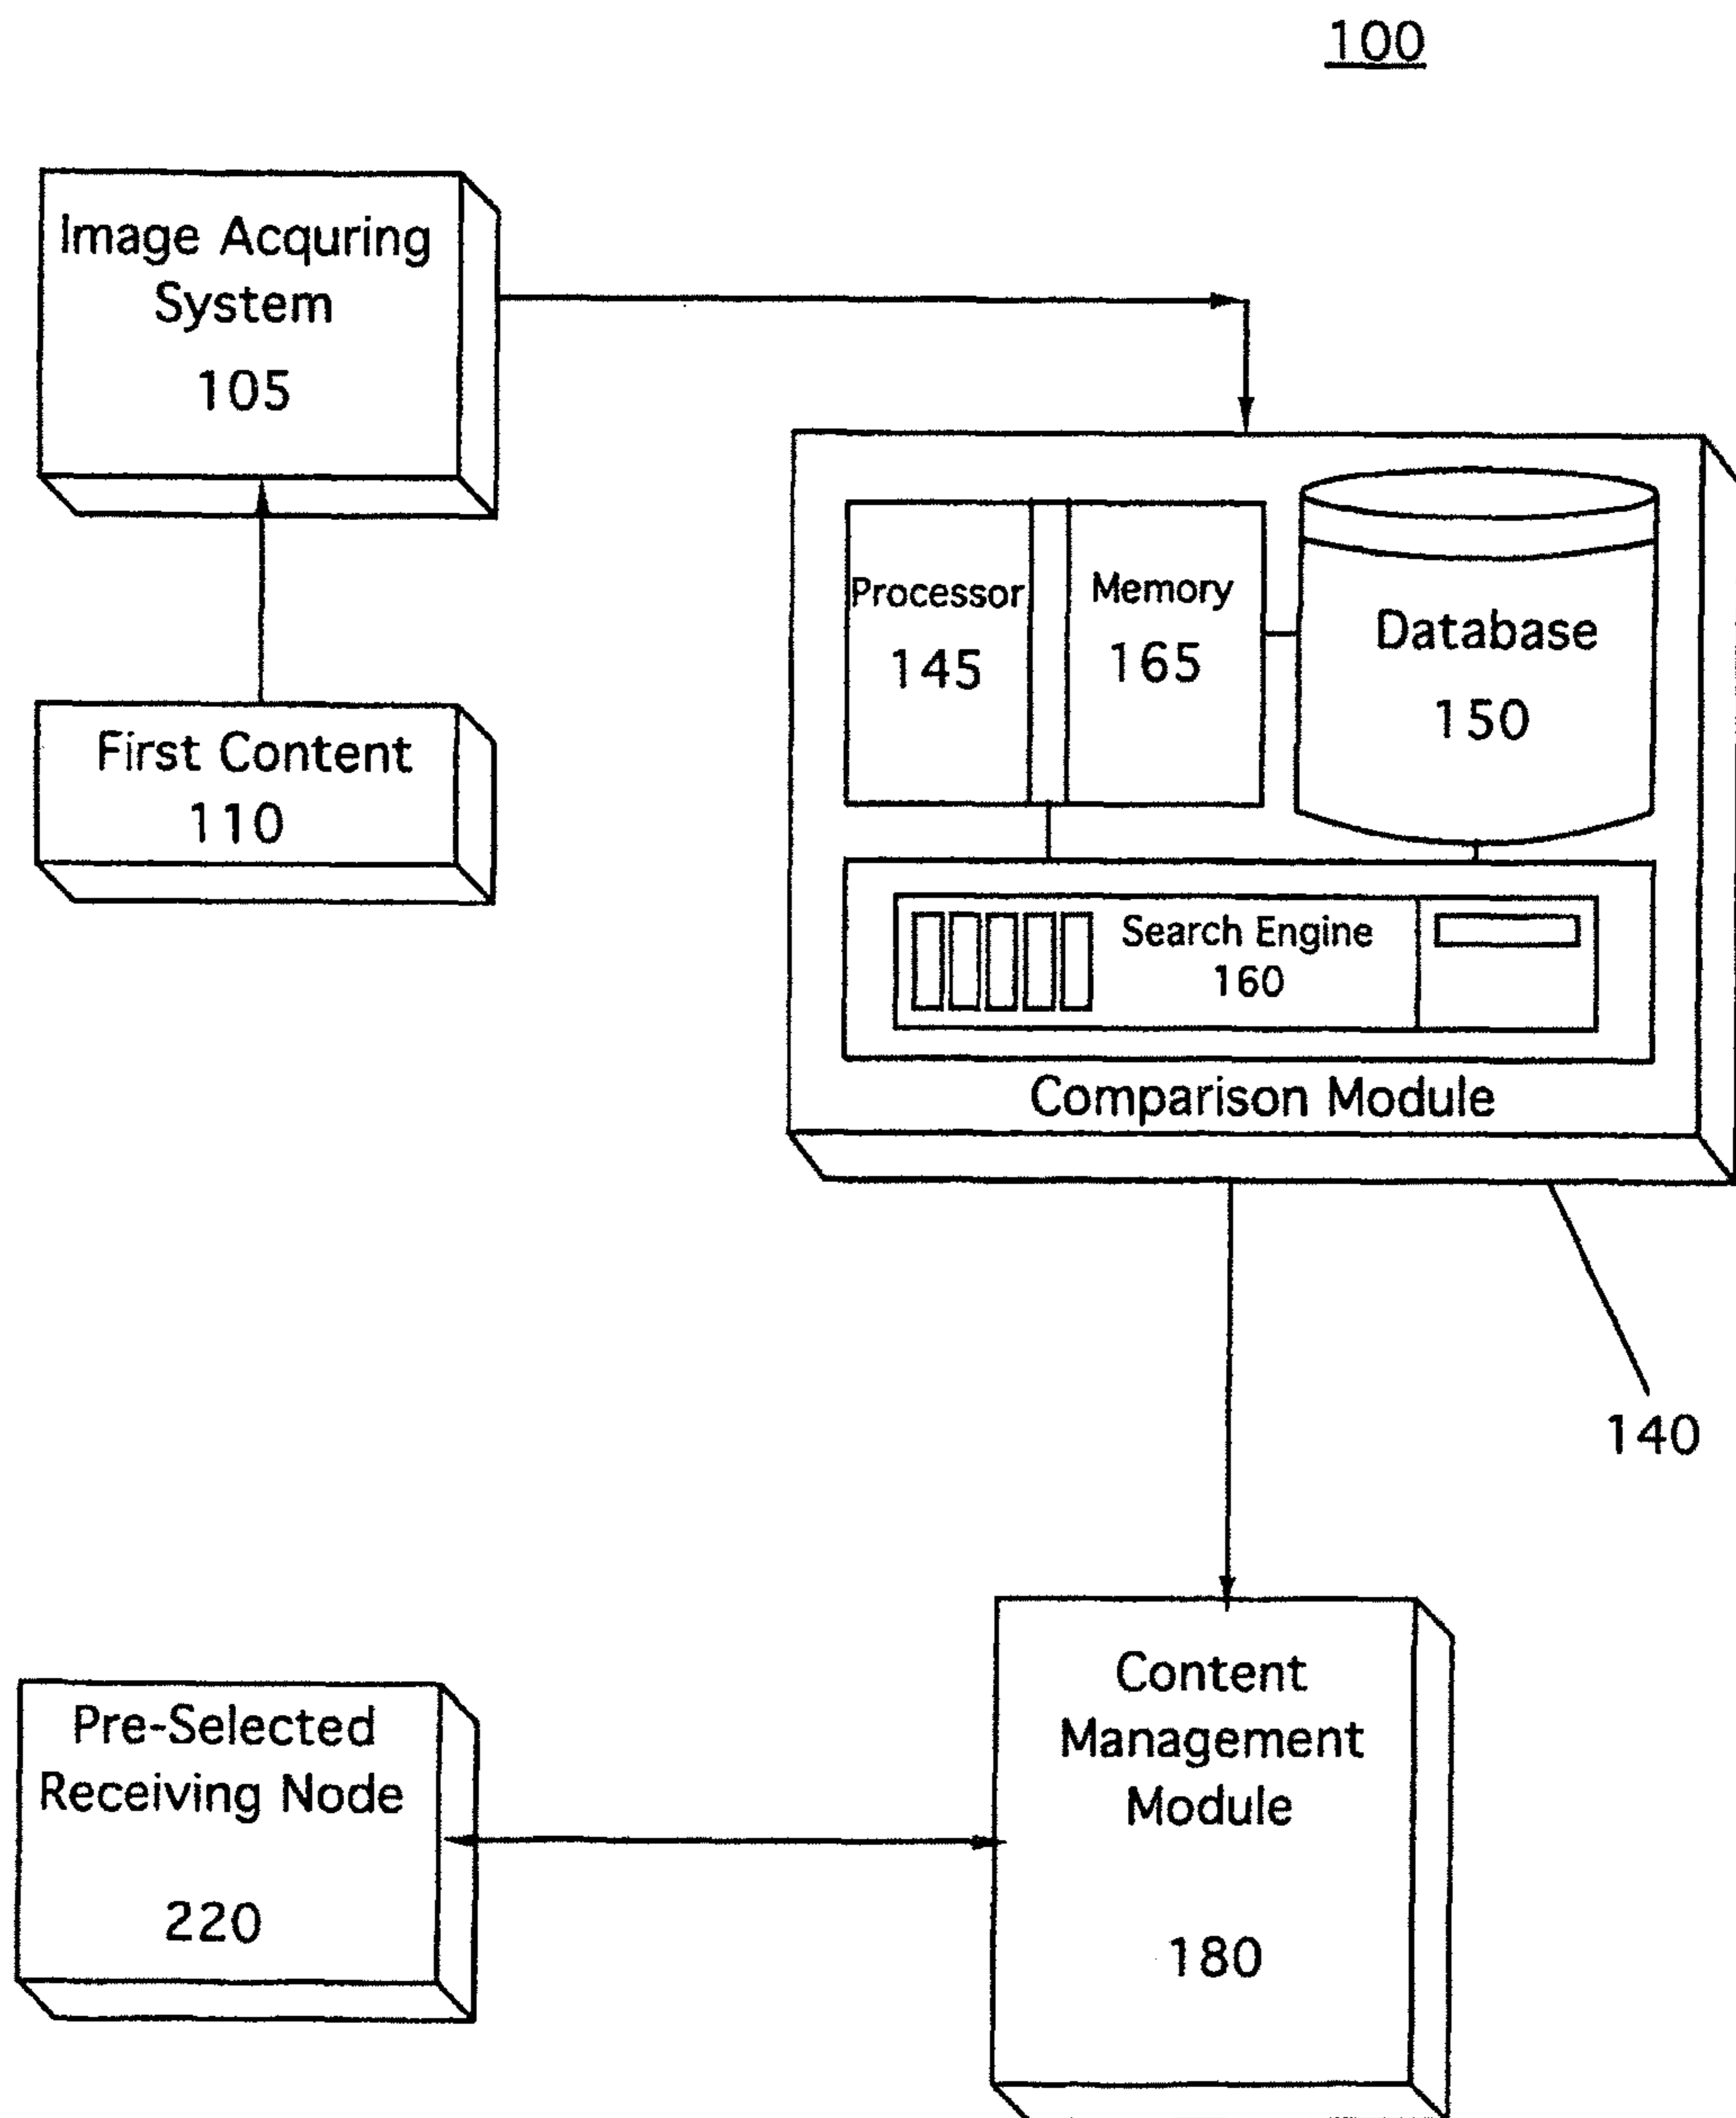 100
Image Acquring
System
105
First Content
110
Processor
145
Memory
165
Database
150
Search Engine
160
Comparison Module
140
Content
Management
Module
180
Pre-Selected
Receiving Node
220